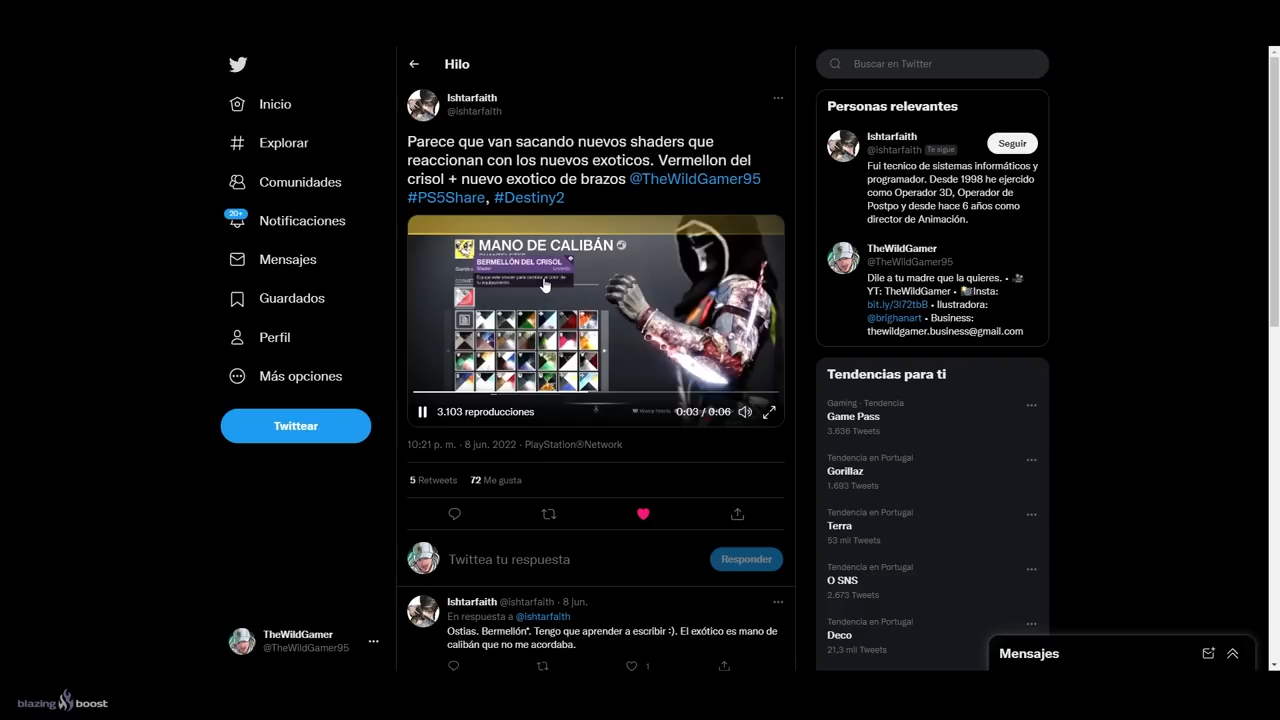 Inicio
Explorar
Comunidades
20+
Notificaciones
Mensajes
Guardados
Perfil
Más opciones
Twittear
TheWildGamer
@TheWildGamer95
Hilo
Ishtarfaith
@ishtarfaith
Parece que van sacando nuevos shaders que
reaccionan con los nuevos exoticos. Vermellon del
crisol + nuevo exotico de brazos @TheWildGamer95
#PS5Share, #Destiny2
MANO DE CALIBÁN
BERMELLÓN DEL CRISOL
Shader
3.103 reproducciones
0:03 / 0:06
10:21 p. m. · 8 jun. 2022 · PlayStation®Network
5 Retweets 72 Me gusta
Twittea tu respuesta
Responder
Ishtarfaith @ishtarfaith · 8 jun.
En respuesta a @ishtarfaith
Ostias. Bermellón*. Tengo que aprender a escribir :). El exótico es mano de
calibán que no me acordaba.
1
Buscar en Twitter
Personas relevantes
Ishtarfaith
@ishtarfaith Te sigue
Seguir
Fui tecnico de sistemas informáticos y
programador. Desde 1998 he ejercido
como Operador 3D, Operador de
Postpo y desde hace 6 años como
director de Animación.
TheWildGamer
@TheWildGamer95
Dile a tu madre que la quieres. •
YT: TheWildGamer • Insta:
bit.ly/3l72tbB • Ilustradora:
@brighanart • Business:
thewildgamer.business@gmail.com
Tendencias para ti
Gaming · Tendencia
Game Pass
3.636 Tweets
Tendencia en Portugal
Gorillaz
1.693 Tweets
Tendencia en Portugal
Terra
53 mil Tweets
Tendencia en Portugal
O SNS
2.673 Tweets
Tendencia en Portugal
Deco
21,3 mil Tweets
Mensajes
blazing boost